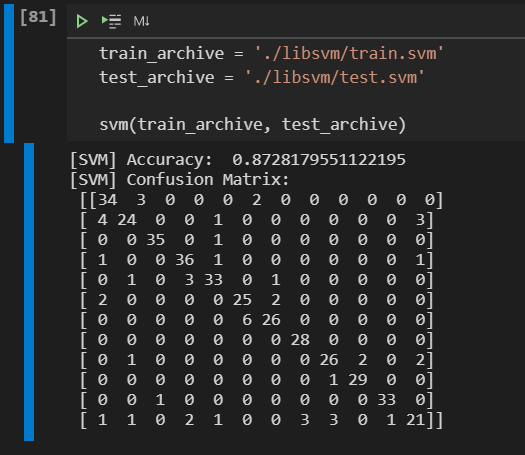 [81]
M↓
train_archive = './libsvm/train.svm'
test_archive = './libsvm/test.svm'
svm(train_archive, test_archive)
[SVM] Accuracy:  0.8728179551122195
[SVM] Confusion Matrix:
[[34  3  0  0  0  2  0  0  0  0  0  0]
[ 4 24  0  0  1  0  0  0  0  0  0  3]
[ 0  0 35  0  1  0  0  0  0  0  0  0]
[ 1  0  0 36  1  0  0  0  0  0  0  1]
[ 0  1  0  3 33  0  1  0  0  0  0  0]
[ 2  0  0  0  0 25  2  0  0  0  0  0]
[ 0  0  0  0  0  6 26  0  0  0  0  0]
[ 0  0  0  0  0  0  0 28  0  0  0  0]
[ 0  1  0  0  0  0  0  0 26  2  0  2]
[ 0  0  0  0  0  0  0  0  1 29  0  0]
[ 0  0  1  0  0  0  0  0  0  0 33  0]
[ 1  1  0  2  1  0  0  3  3  0  1 21]]